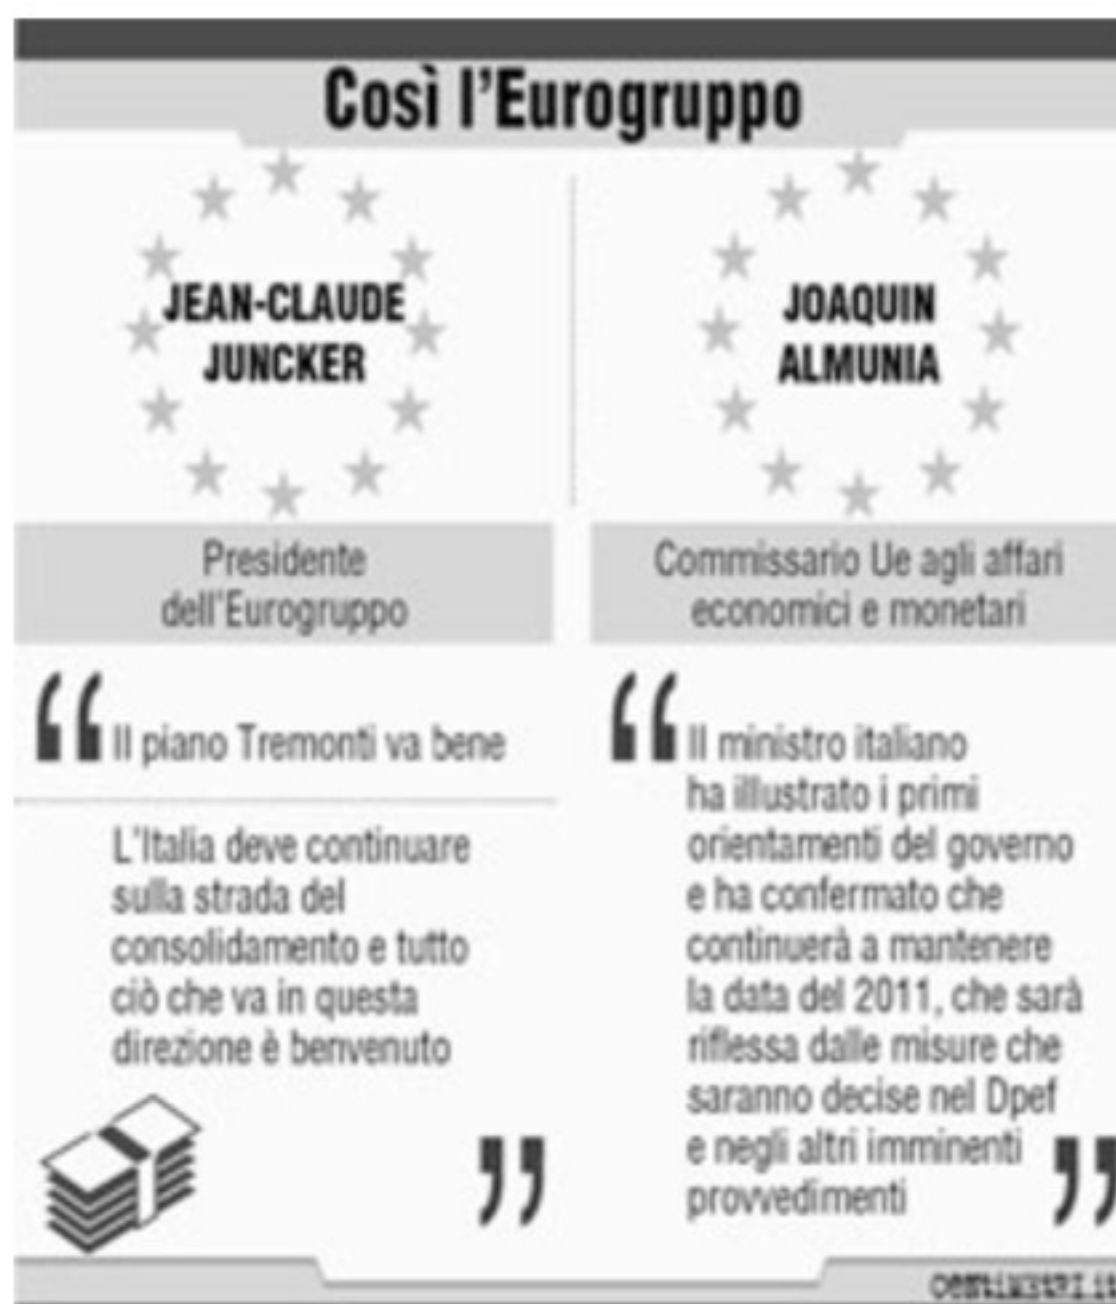 Così l'Eurogruppo
JEAN-CLAUDE
JUNCKER
Presidente
dell'Eurogruppo
“Il piano Tremonti va bene
L'Italia deve continuare
sulla strada del
consolidamento e tutto
ciò che va in questa
direzione è benvenuto
”
JOAQUIN
ALMUNIA
Commissario Ue agli affari
economici e monetari
“Il ministro italiano
ha illustrato i primi
orientamenti del governo
e ha confermato che
continuerà a mantenere
la data del 2011, che sarà
riflessa dalle misure che
saranno decise nel Dpef
e negli altri imminenti
provvedimenti”
centimetri.it